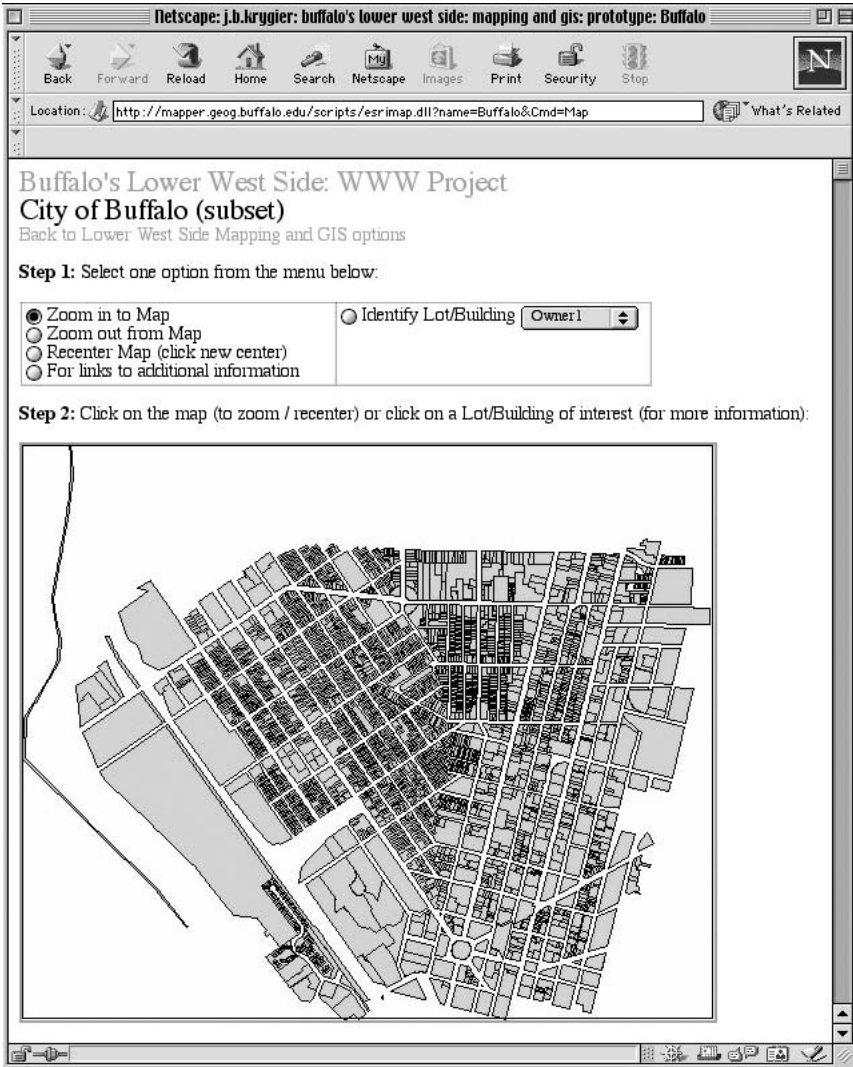 Netscape: j.b.krygier: buffalo's lower west side: mapping and gis: prototype: Buffalo
Back Forward Reload Home Search Netscape Images Print Security Stop
My
N
Location: http://mapper.geog.buffalo.edu/scripts/esrimap.dll?name=Buffalo&Cmd=Map What's Related
Buffalo's Lower West Side: WWW Project
City of Buffalo (subset)
Back to Lower West Side Mapping and GIS options
Step 1: Select one option from the menu below:
Zoom in to Map
Zoom out from Map
Recenter Map (click new center)
For links to additional information
Identify Lot/Building Owner1
Step 2: Click on the map (to zoom / recenter) or click on a Lot/Building of interest (for more information):